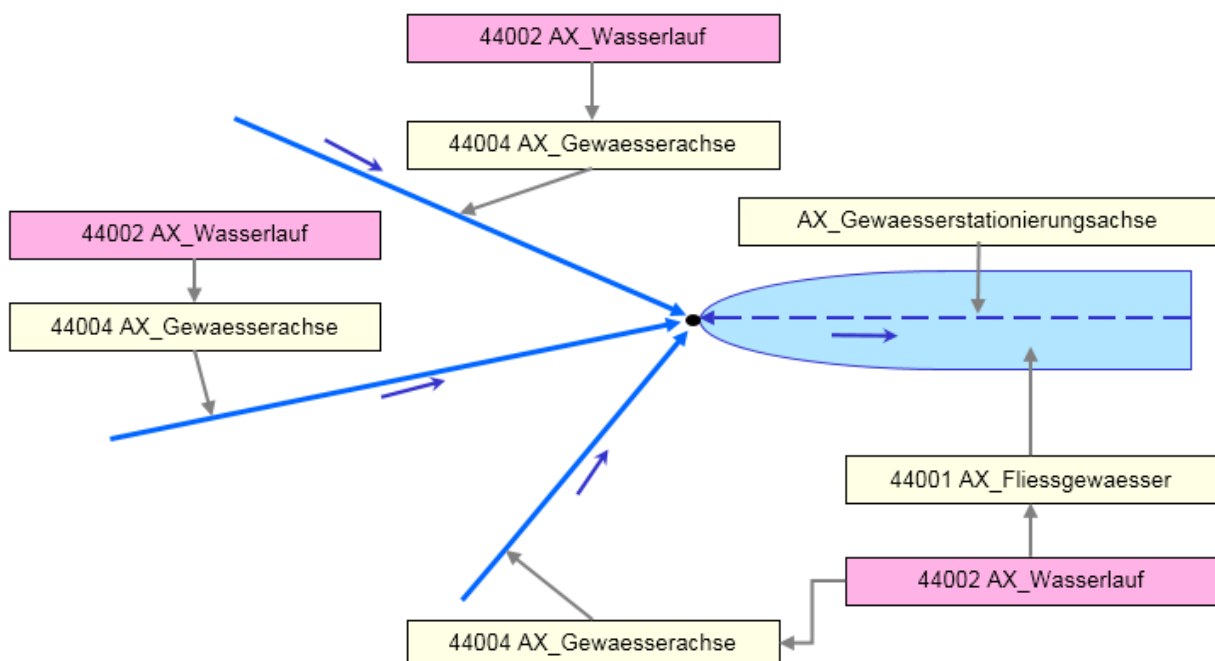 44002 AX_Wasserlauf
44004 AX_Gewaesserachse
44002 AX_Wasserlauf
44004 AX_Gewaesserachse
AX_Gewaesserstationierungsachse
44001 AX_Fliessgewaesser
44002 AX_Wasserlauf
44004 AX_Gewaesserachse